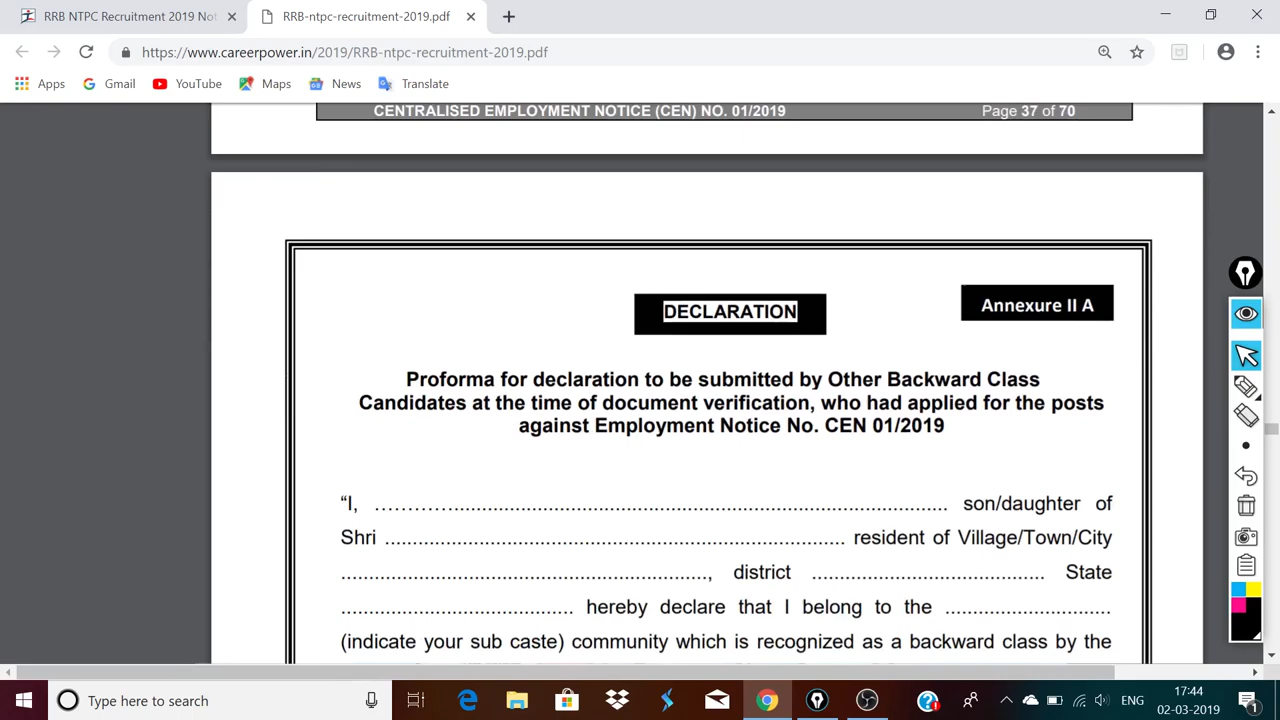 RRB NTPC Recruitment 2019 Not
RRB-ntpc-recruitment-2019.pdf
https://www.careerpower.in/2019/RRB-ntpc-recruitment-2019.pdf
Apps Gmail YouTube Maps News Translate
CENTRALISED EMPLOYMENT NOTICE (CEN) NO. 01/2019 Page 37 of 70
DECLARATION
Annexure II A
Proforma for declaration to be submitted by Other Backward Class
Candidates at the time of document verification, who had applied for the posts
against Employment Notice No. CEN 01/2019
“I, ………….......................................................................................... son/daughter of
Shri .................................................................................. resident of Village/Town/City
................................................................., district ......................................... State
......................................... hereby declare that I belong to the ..............................
(indicate your sub caste) community which is recognized as a backward class by the
Type here to search
ENG
17:44
02-03-2019